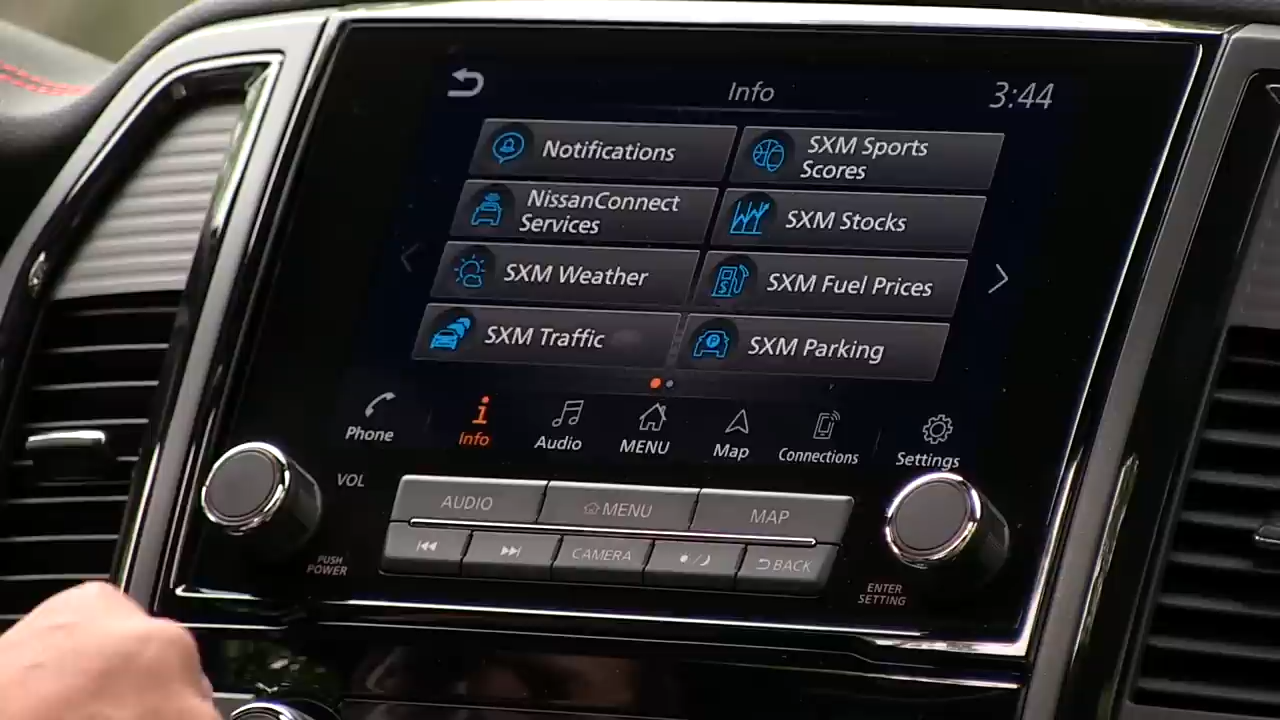 Info
3:44
Notifications
SXM Sports
Scores
NissanConnect
Services
SXM Stocks
SXM Weather
SXM Fuel Prices
SXM Traffic
SXM Parking
Phone
Info
Audio
MENU
Map
Connections
Settings
VOL
AUDIO
MENU
MAP
CAMERA
BACK
PUSH
POWER
ENTER
SETTING